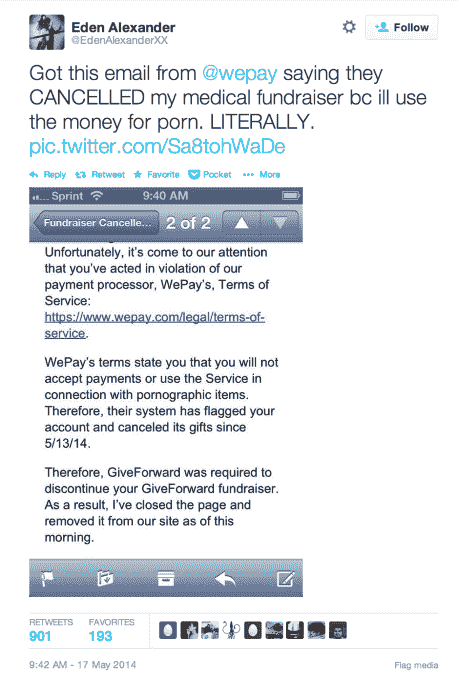 Eden Alexander
@EdenAlexanderXX
Follow
Got this email from @wepay saying they
CANCELLED my medical fundraiser bc ill use
the money for porn. LITERALLY.
pic.twitter.com/Sa8tohWaDe
Reply Retweet Favorite Pocket More
... Sprint 9:40 AM
Fundraiser Cancelle... 2 of 2
Unfortunately, it's come to our attention
that you've acted in violation of our
payment processor, WePay's, Terms of
Service:
https://www.wepay.com/legal/terms-of-
service.
WePay's terms state you that you will not
accept payments or use the Service in
connection with pornographic items.
Therefore, their system has flagged your
account and canceled its gifts since
5/13/14.
Therefore, GiveForward was required to
discontinue your GiveForward fundraiser.
As a result, I've closed the page and
removed it from our site as of this
morning.
RETWEETS FAVORITES
901 193
9:42 AM - 17 May 2014 Flag media